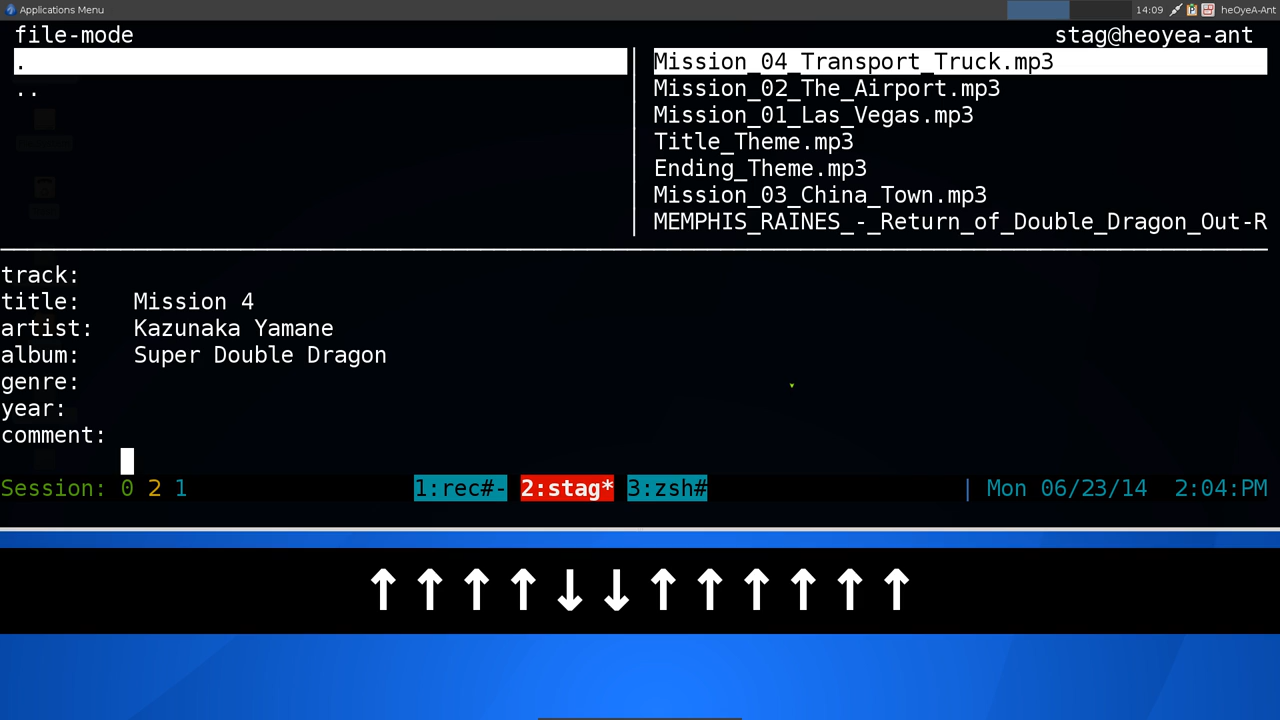 Applications Menu 14:09 heOyeA-Ant
file-mode stag@heoyea-ant
.
..
Mission_04_Transport_Truck.mp3
Mission_02_The_Airport.mp3
Mission_01_Las_Vegas.mp3
Title_Theme.mp3
Ending_Theme.mp3
Mission_03_China_Town.mp3
MEMPHIS_RAINES_-_Return_of_Double_Dragon_Out-R
track:
title: Mission 4
artist: Kazunaka Yamane
album: Super Double Dragon
genre:
year:
comment:
Session: 0 2 1 1:rec#- 2:stag* 3:zsh# | Mon 06/23/14 2:04:PM
↑↑↑↑↓↓↑↑↑↑↑↑